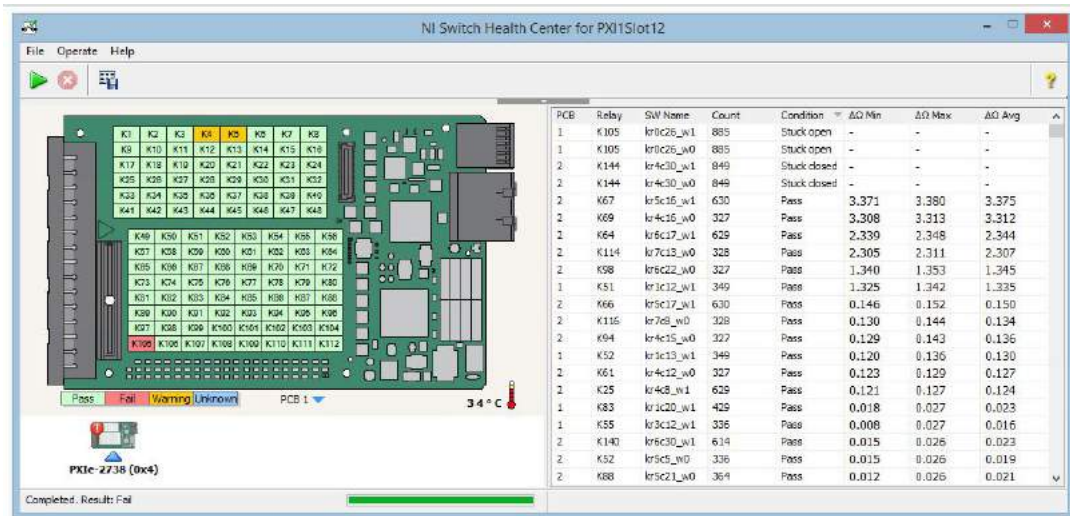 NI Switch Health Center for PXI1Slot12
File Operate Help
K1 K2 K3 K4 K5 K6 K7 K8
K9 K10 K11 K12 K13 K14 K15 K16
K17 K18 K19 K20 K21 K22 K23 K24
K25 K26 K27 K28 K29 K30 K31 K32
K33 K34 K35 K36 K37 K38 K39 K40
K41 K42 K43 K44 K45 K46 K47 K48
K49 K50 K51 K52 K53 K54 K55 K56
K57 K58 K59 K60 K61 K62 K63 K64
K65 K66 K67 K68 K69 K70 K71 K72
K73 K74 K75 K76 K77 K78 K79 K80
K81 K82 K83 K84 K85 K86 K87 K88
K89 K90 K91 K92 K93 K94 K95 K96
K97 K98 K99 K100 K101 K102 K103 K104
K105 K106 K107 K108 K109 K110 K111 K112
Pass Fail Warning Unknown PCB 1 34°C
PXIe-2738 (0x4)
PCB Relay SW Name Count Condition ΔΩ Min ΔΩ Max ΔΩ Avg
1 K105 kr0c26_w1 885 Stuck open - - -
1 K105 kr0c26_w0 885 Stuck open - - -
2 K144 kr4c30_w1 849 Stuck closed - - -
2 K144 kr4c30_w0 849 Stuck closed - - -
2 K67 kr5c16_w1 630 Pass 3.371 3.380 3.375
2 K69 kr4c16_w0 327 Pass 3.308 3.313 3.312
2 K64 kr6c17_w1 629 Pass 2.339 2.348 2.344
2 K114 kr7c13_w0 328 Pass 2.305 2.311 2.307
2 K98 kr6c22_w0 327 Pass 1.340 1.353 1.345
1 K51 kr1c12_w1 349 Pass 1.325 1.342 1.335
2 K66 kr5c17_w1 630 Pass 0.146 0.152 0.150
2 K116 kr7c8_w0 328 Pass 0.130 0.144 0.134
2 K94 kr4c15_w0 327 Pass 0.129 0.143 0.136
1 K52 kr1c13_w1 349 Pass 0.120 0.136 0.130
2 K61 kr4c12_w0 327 Pass 0.123 0.129 0.127
2 K25 kr4c8_w1 629 Pass 0.121 0.127 0.124
1 K83 kr1c20_w1 429 Pass 0.018 0.027 0.023
1 K55 kr3c12_w1 336 Pass 0.008 0.027 0.016
2 K140 kr6c30_w1 614 Pass 0.015 0.026 0.023
2 K52 kr5c5_w0 336 Pass 0.015 0.026 0.019
2 K88 kr5c21_w0 364 Pass 0.012 0.026 0.021
Completed. Result: Fail